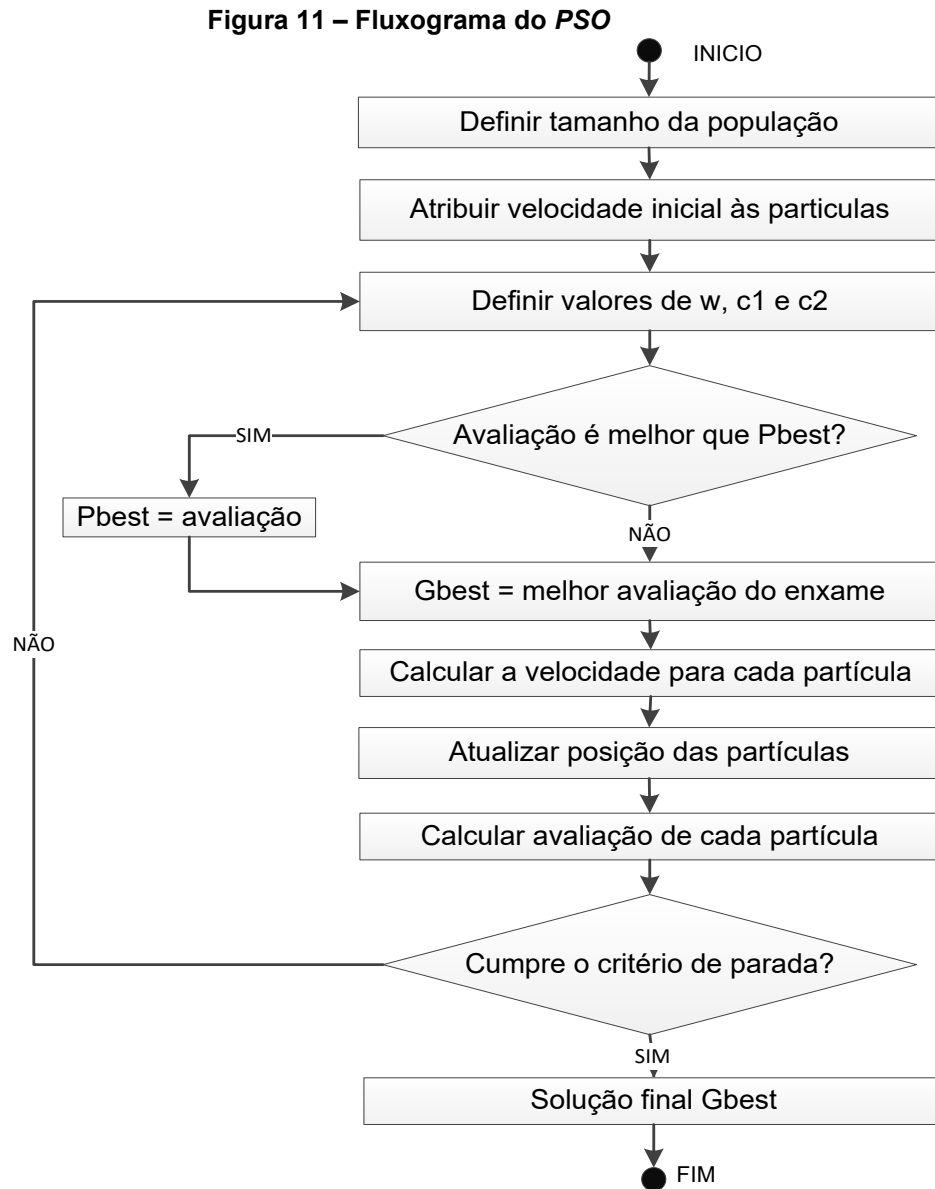 Figura 11 – Fluxograma do PSO
INICIO
Definir tamanho da população
Atribuir velocidade inicial às particulas
Definir valores de w, c1 e c2
Avaliação é melhor que Pbest?
SIM
Pbest = avaliação
NÃO
Gbest = melhor avaliação do enxame
NÃO
Calcular a velocidade para cada partícula
Atualizar posição das partículas
Calcular avaliação de cada partícula
Cumpre o critério de parada?
SIM
Solução final Gbest
FIM